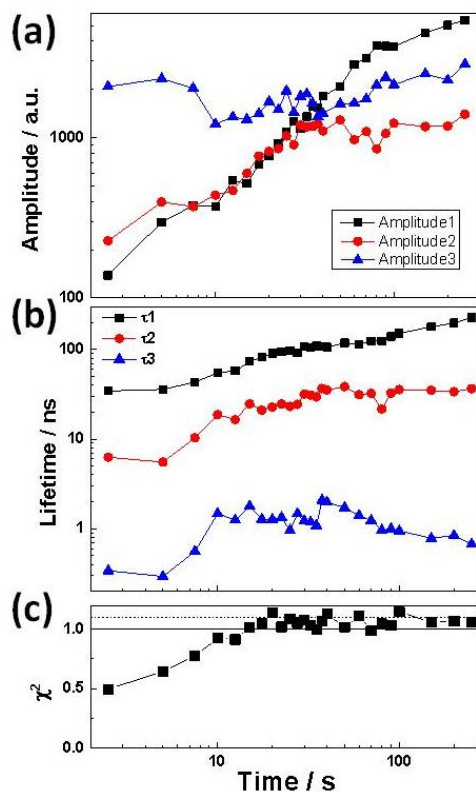 (a)
Amplitude / a.u.
1000
100
Amplitude1
Amplitude2
Amplitude3
(b)
Lifetime / ns
100
10
1
τ1
τ2
τ3
(c)
χ²
1.0
0.5
0.0
10
100
Time / s